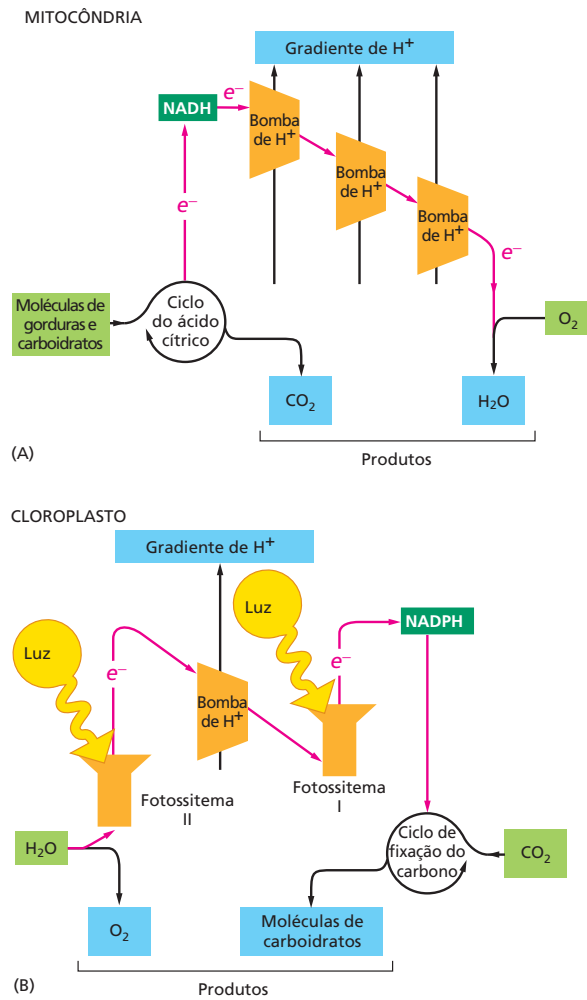 MITOCÔNDRIA
Gradiente de H+
NADH
e–
Bomba
de H+
Bomba
de H+
Bomba
de H+
e–
e–
Moléculas de
gorduras e
carboidratos
Ciclo
do ácido
cítrico
O2
CO2
H2O
Produtos
(A)
CLOROPLASTO
Gradiente de H+
Luz
Luz
NADPH
e–
e–
Bomba
de H+
Fotossitema
II
Fotossitema
I
H2O
Ciclo de
fixação do
carbono
CO2
O2
Moléculas de
carboidratos
Produtos
(B)